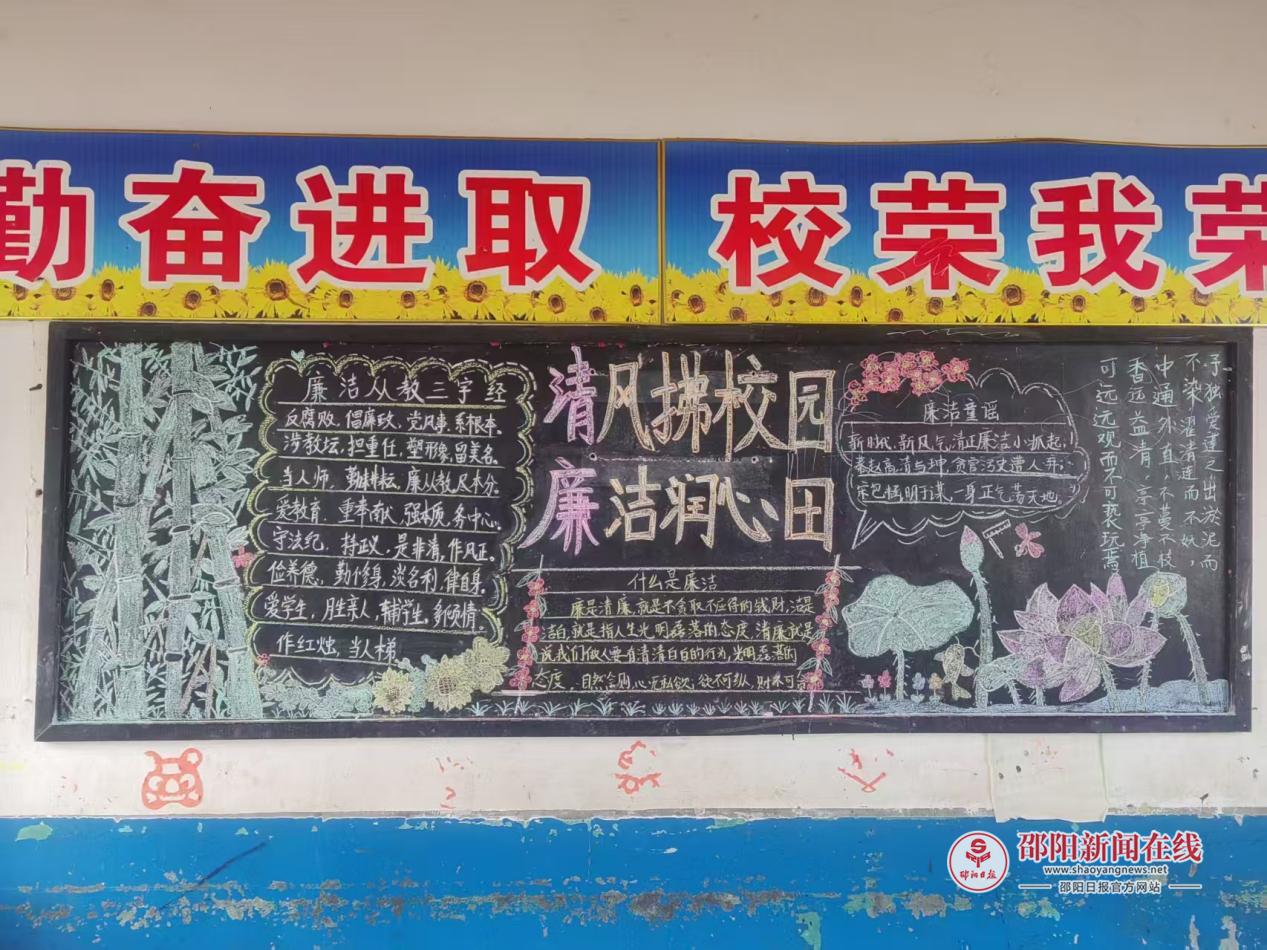 勤奋进取 校荣我荣
廉洁从教三字经
反腐败,倡廉政,党风事,系根本。
涉教坛,担重任,塑形象,留美名。
当人师,勤耕耘,廉从教,尽本分。
爱教育 重奉献,强体质,务中心。
守法纪,持正义,是非清,作风正。
俭养德,勤修身,淡名利,律自身。
爱学生,胜亲人,辅学生,多倾情。
作红烛,当人梯
清风拂校园
廉洁润心田
什么是廉洁
廉是清廉,就是不贪取不应得的钱财,洁是
洁白,就是指人生光明磊落的态度,清廉就是
说我们做人要有清清白白的行为,光明磊落的
态度。自然会则心无私欲,欲不可纵,财来可
廉洁童谣
新时代,新风气,清正廉洁小抓起;
秦赵高清与珅,贪官污吏遭人弃;
宋包拯明于谋,一身正气荡天地。
予独爱莲之出淤泥而
不染,濯清涟而不妖,
中通外直,不蔓不枝
香远益清,亭亭净植
可远观而不可亵玩焉
邵阳日报
邵阳新闻在线
www.shaoyangnews.net
邵阳日报官方网站